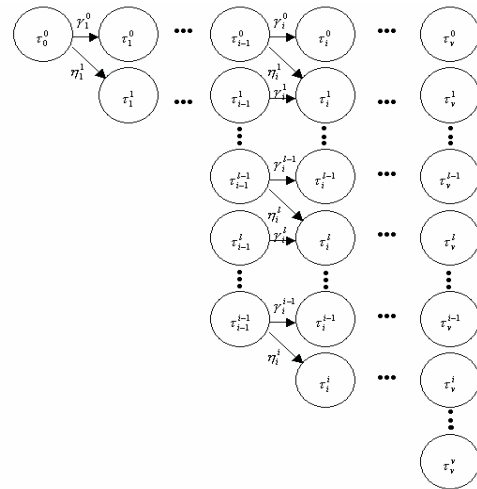 γ₁⁰ γᵢ⁰
τ₀⁰ τ₁⁰ ••• τᵢ₋₁⁰ τᵢ⁰ ••• τᵥ⁰
η₁¹ ηᵢ¹
τ₁¹ ••• τᵢ₋₁¹ γᵢ¹ τᵢ¹ ••• τᵥ¹
γᵢˡ⁻¹
τᵢ₋₁ˡ⁻¹ τᵢˡ⁻¹ ••• τᵥˡ⁻¹
ηᵢˡ
τᵢ₋₁ˡ γᵢˡ τᵢˡ ••• τᵥˡ
γᵢⁱ⁻¹
τᵢ₋₁ⁱ⁻¹ τᵢⁱ⁻¹ ••• τᵥⁱ⁻¹
ηᵢⁱ
τᵢⁱ ••• τᵥⁱ
τᵥᵛ